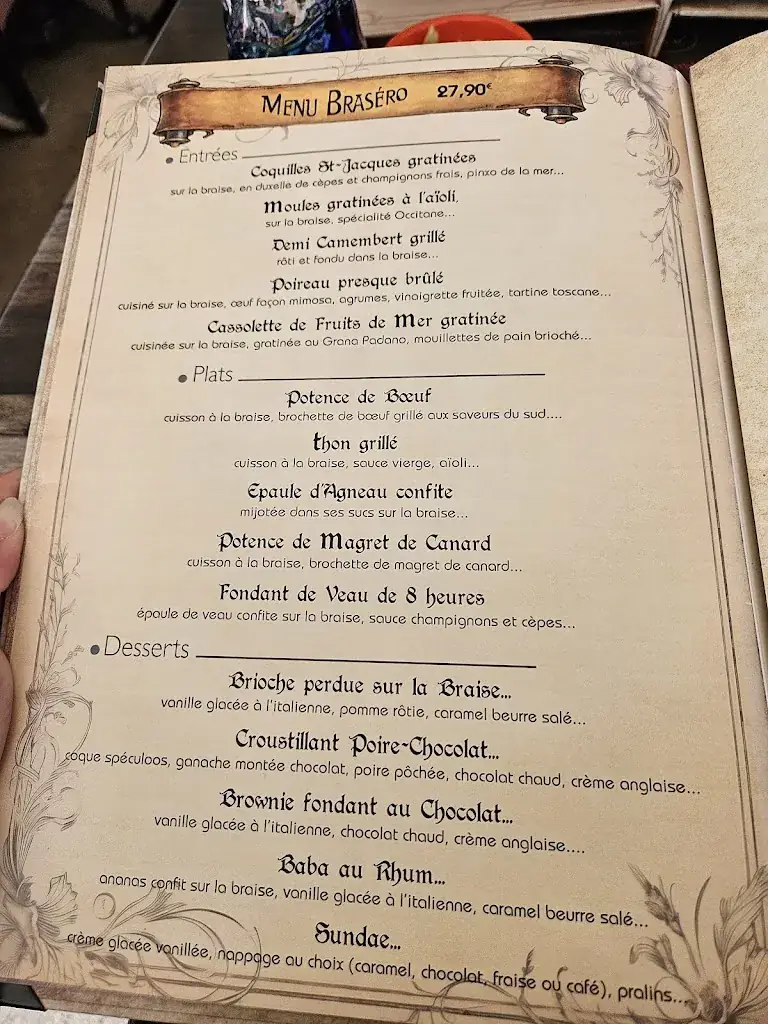 Menu Braséro 27,90€
• Entrées
Coquilles St-Jacques gratinées
sur la braise, en duxelle de cèpes et champignons frais, pinxo de la mer...
Moules gratinées à l'aïoli,
sur la braise, spécialité Occitane...
Demi Camembert grillé
rôti et fondu dans la braise...
Poireau presque brûlé
cuisiné sur la braise, œuf façon mimosa, agrumes, vinaigrette fruitée, tartine toscane...
Cassolette de Fruits de Mer gratinée
cuisinée sur la braise, gratinée au Grana Padano, mouillettes de pain brioché...
• Plats
Potence de Bœuf
cuisson à la braise, brochette de bœuf grillé aux saveurs du sud....
thon grillé
cuisson à la braise, sauce vierge, aïoli...
Epaule d'Agneau confite
mijotée dans ses sucs sur la braise...
Potence de Magret de Canard
cuisson à la braise, brochette de magret de canard...
Fondant de Veau de 8 heures
épaule de veau confite sur la braise, sauce champignons et cèpes...
• Desserts
Brioche perdue sur la Braise...
vanille glacée à l'italienne, pomme rôtie, caramel beurre salé...
Croustillant Poire-Chocolat...
coque spéculoos, ganache montée chocolat, poire pôchée, chocolat chaud, crème anglaise...
Brownie fondant au Chocolat...
vanille glacée à l'italienne, chocolat chaud, crème anglaise....
Baba au Rhum...
ananas confit sur la braise, vanille glacée à l'italienne, caramel beurre salé...
Sundae...
crème glacée vanillée, nappage au choix (caramel, chocolat, fraise ou café), pralins...